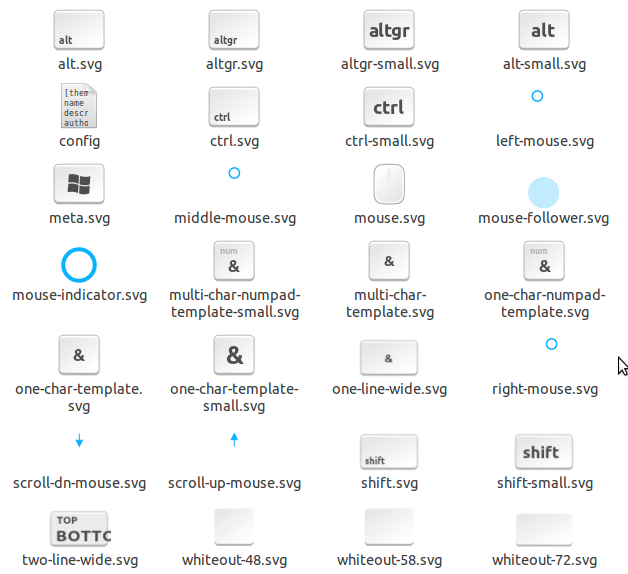 alt
altgr
altgr
alt
alt.svg
altgr.svg
altgr-small.svg
alt-small.svg
[them
name
descr
autho
ctrl
ctrl
config
ctrl.svg
ctrl-small.svg
left-mouse.svg
meta.svg
middle-mouse.svg
mouse.svg
mouse-follower.svg
num
&
&
num
&
mouse-indicator.svg
multi-char-numpad-
template-small.svg
multi-char-
template.svg
one-char-numpad-
template.svg
&
&
&
one-char-template.
svg
one-char-template-
small.svg
one-line-wide.svg
right-mouse.svg
shift
shift
scroll-dn-mouse.svg
scroll-up-mouse.svg
shift.svg
shift-small.svg
TOP
BOTTO
two-line-wide.svg
whiteout-48.svg
whiteout-58.svg
whiteout-72.svg